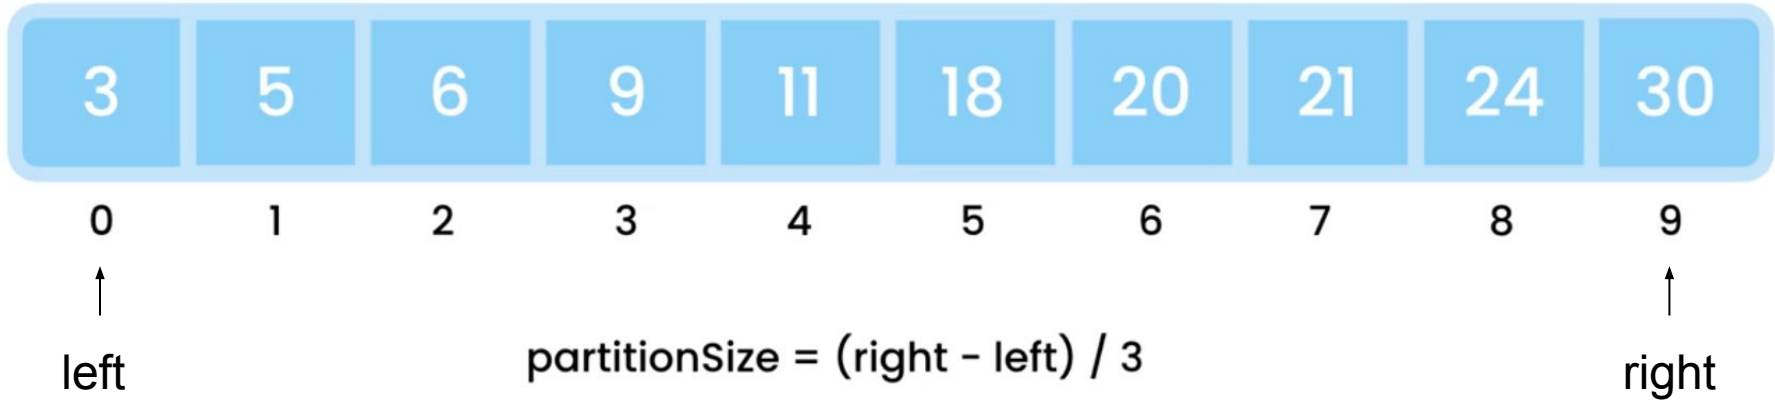 3 5 6 9 11 18 20 21 24 30
0 1 2 3 4 5 6 7 8 9
partitionSize = (right - left) / 3
left right